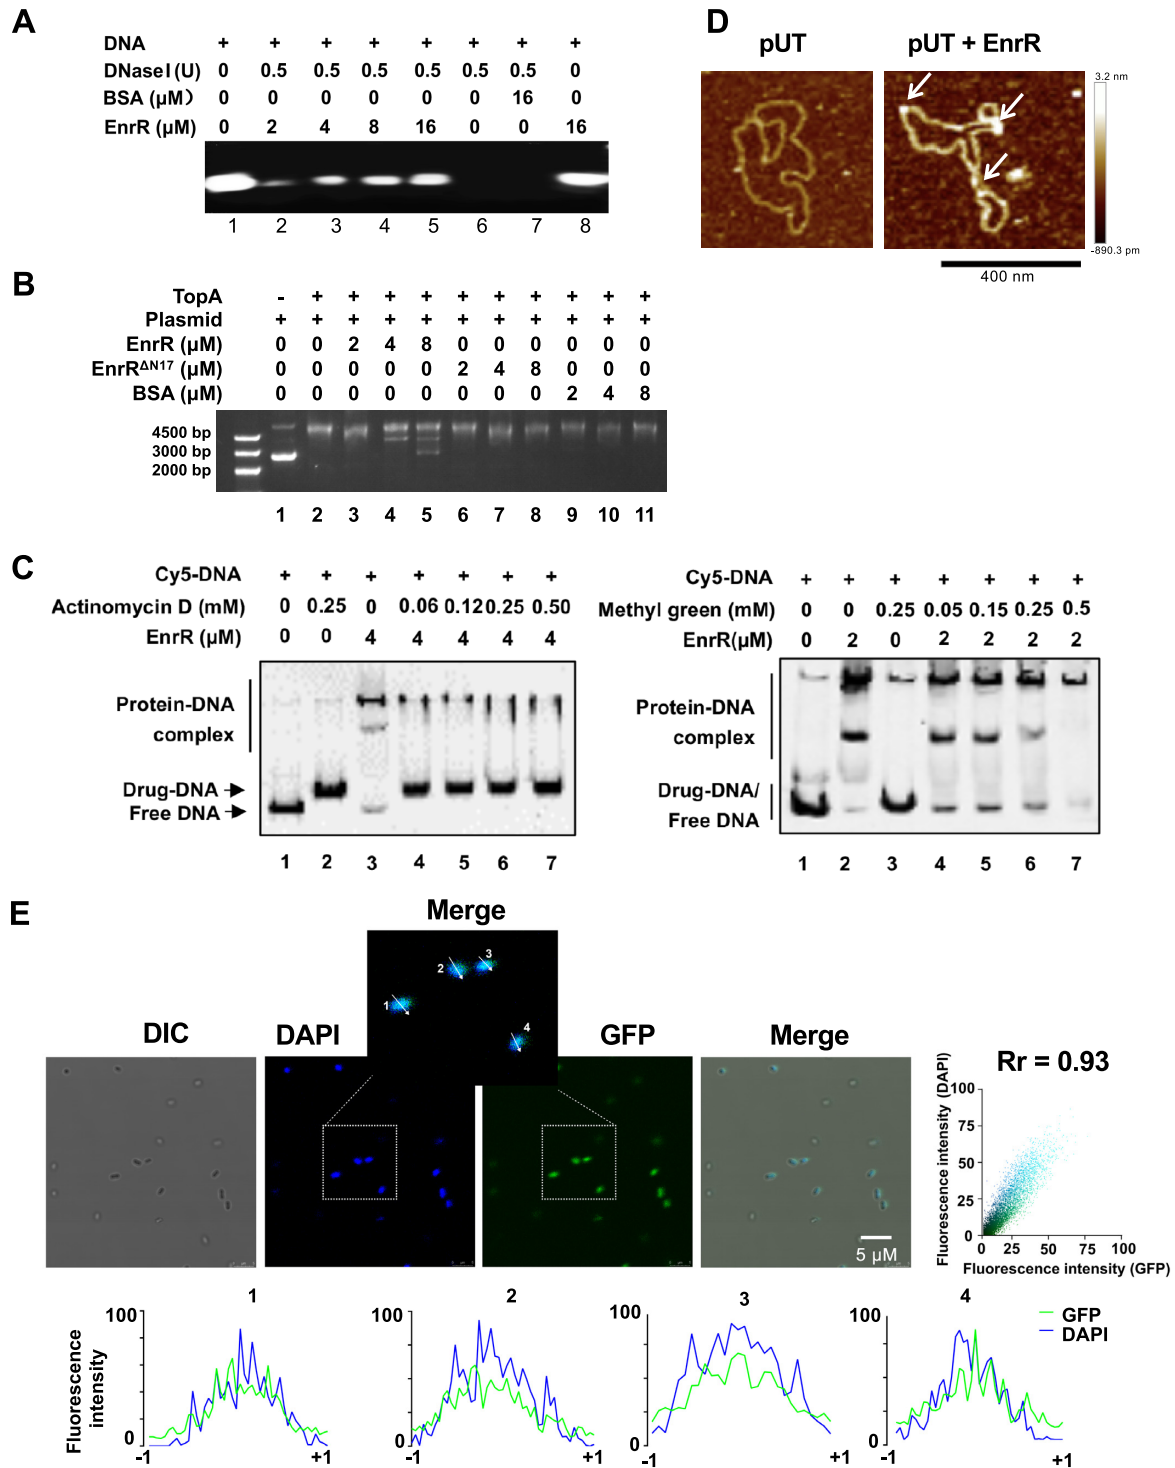 A
DNA + + + + + + + +
DNaseI (U) 0 0.5 0.5 0.5 0.5 0.5 0.5 0
BSA (µM) 0 0 0 0 0 0 16 0
EnrR (µM) 0 2 4 8 16 0 0 16
1 2 3 4 5 6 7 8
B
TopA - + + + + + + + + + +
Plasmid + + + + + + + + + + +
EnrR (µM) 0 0 2 4 8 0 0 0 0 0 0
EnrRΔN17 (µM) 0 0 0 0 0 2 4 8 0 0 0
BSA (µM) 0 0 0 0 0 0 0 0 2 4 8
4500 bp
3000 bp
2000 bp
1 2 3 4 5 6 7 8 9 10 11
C
Cy5-DNA + + + + + + +
Actinomycin D (mM) 0 0.25 0 0.06 0.12 0.25 0.50
EnrR (µM) 0 0 4 4 4 4 4
Protein-DNA
complex
Drug-DNA
Free DNA
1 2 3 4 5 6 7
Cy5-DNA + + + + + + +
Methyl green (mM) 0 0 0.25 0.05 0.15 0.25 0.5
EnrR(µM) 0 2 0 2 2 2 2
Protein-DNA
complex
Drug-DNA/
Free DNA
1 2 3 4 5 6 7
D
pUT
pUT + EnrR
3.2 nm
-890.3 pm
400 nm
E
Merge
1
2
3
4
DIC
DAPI
GFP
Merge
5 µM
Rr = 0.93
Fluorescence intensity (DAPI)
100
75
50
25
0
0 25 50 75 100
Fluorescence intensity (GFP)
Fluorescence
intensity
1
100
0
-1 +1
2
100
0
-1 +1
3
100
0
-1 +1
4
100
0
-1 +1
GFP
DAPI